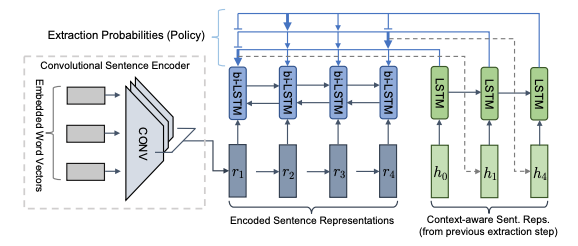 Extraction Probabilities (Policy)
Convolutional Sentence Encoder
Embedded Word Vectors
CONV
bi-LSTM
bi-LSTM
bi-LSTM
bi-LSTM
LSTM
LSTM
LSTM
r1
r2
r3
r4
h0
h1
h4
Encoded Sentence Representations
Context-aware Sent. Reps.
(from previous extraction step)